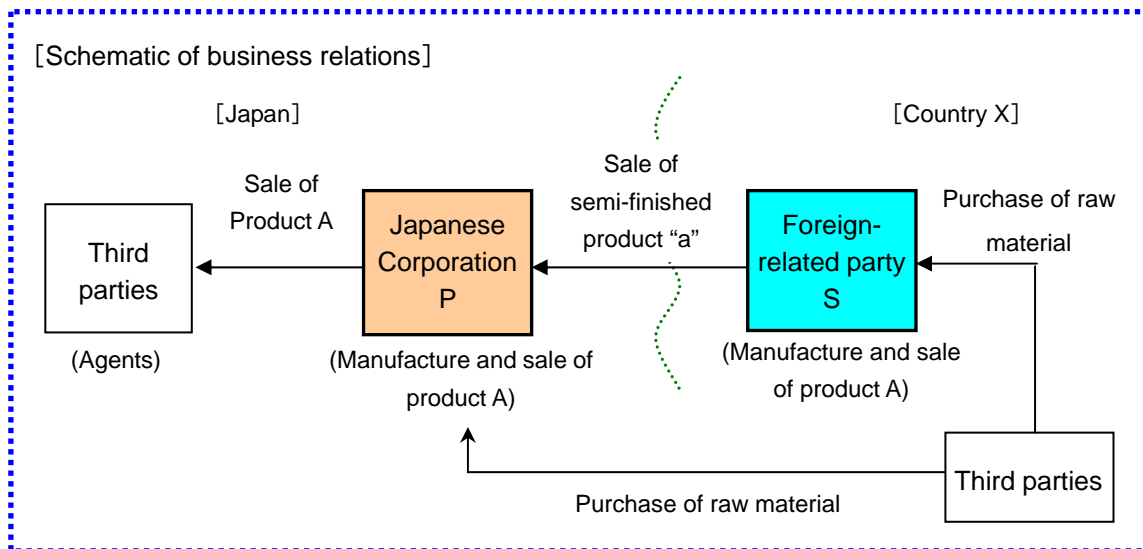 ［Schematic of business relations］
［Japan］
［Country X］
Sale of
Product A
Sale of
semi-finished
product “a”
Purchase of raw
material
Third
parties
(Agents)
Japanese
Corporation
P
(Manufacture and sale of
product A)
Foreign-
related party
S
(Manufacture and sale
of product A)
Third parties
Purchase of raw material